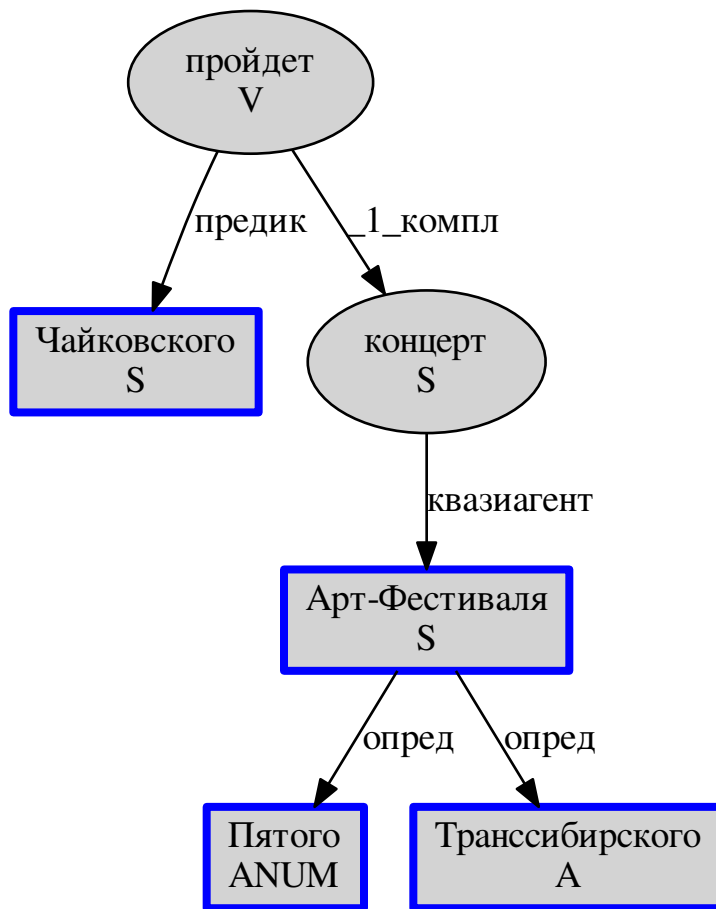 пройдет
V
предик
_1_компл
Чайковского
S
концерт
S
квазиагент
Арт-Фестиваля
S
опред
опред
Пятого
ANUM
Транссибирского
A